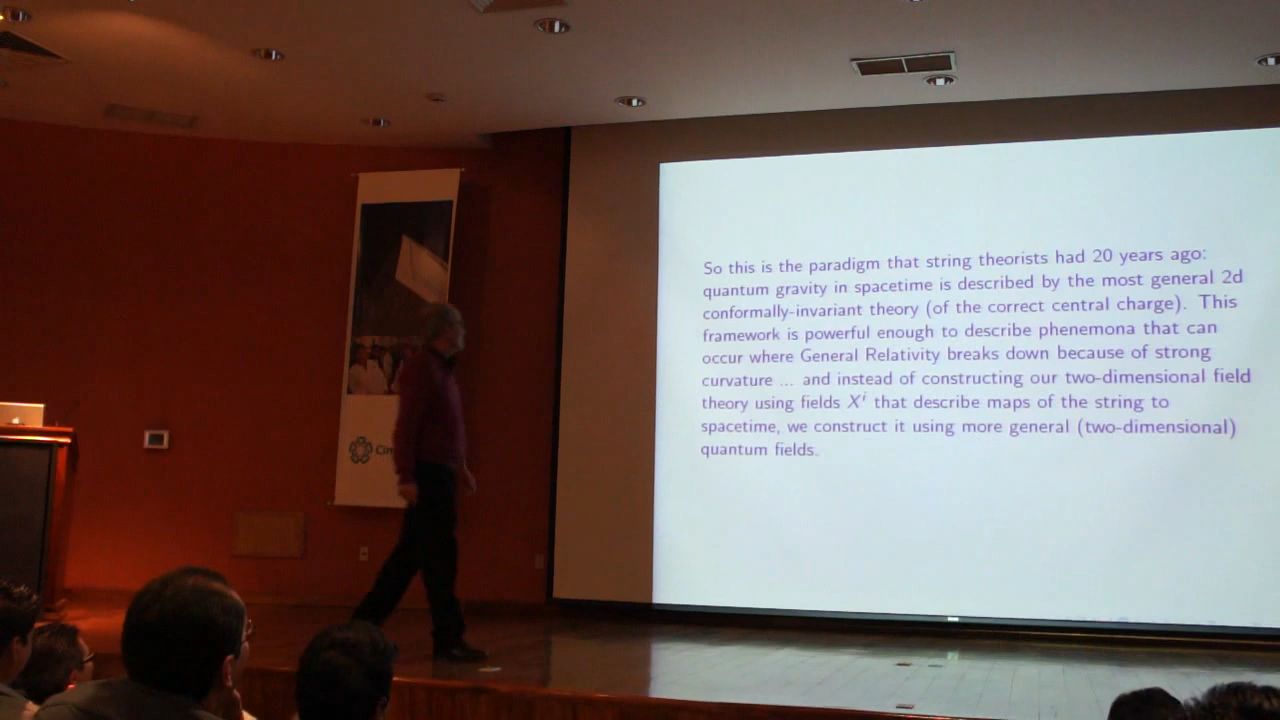 So this is the paradigm that string theorists had 20 years ago:
quantum gravity in spacetime is described by the most general 2d
conformally-invariant theory (of the correct central charge). This
framework is powerful enough to describe phenemona that can
occur where General Relativity breaks down because of strong
curvature ... and instead of constructing our two-dimensional field
theory using fields Xⁱ that describe maps of the string to
spacetime, we construct it using more general (two-dimensional)
quantum fields.